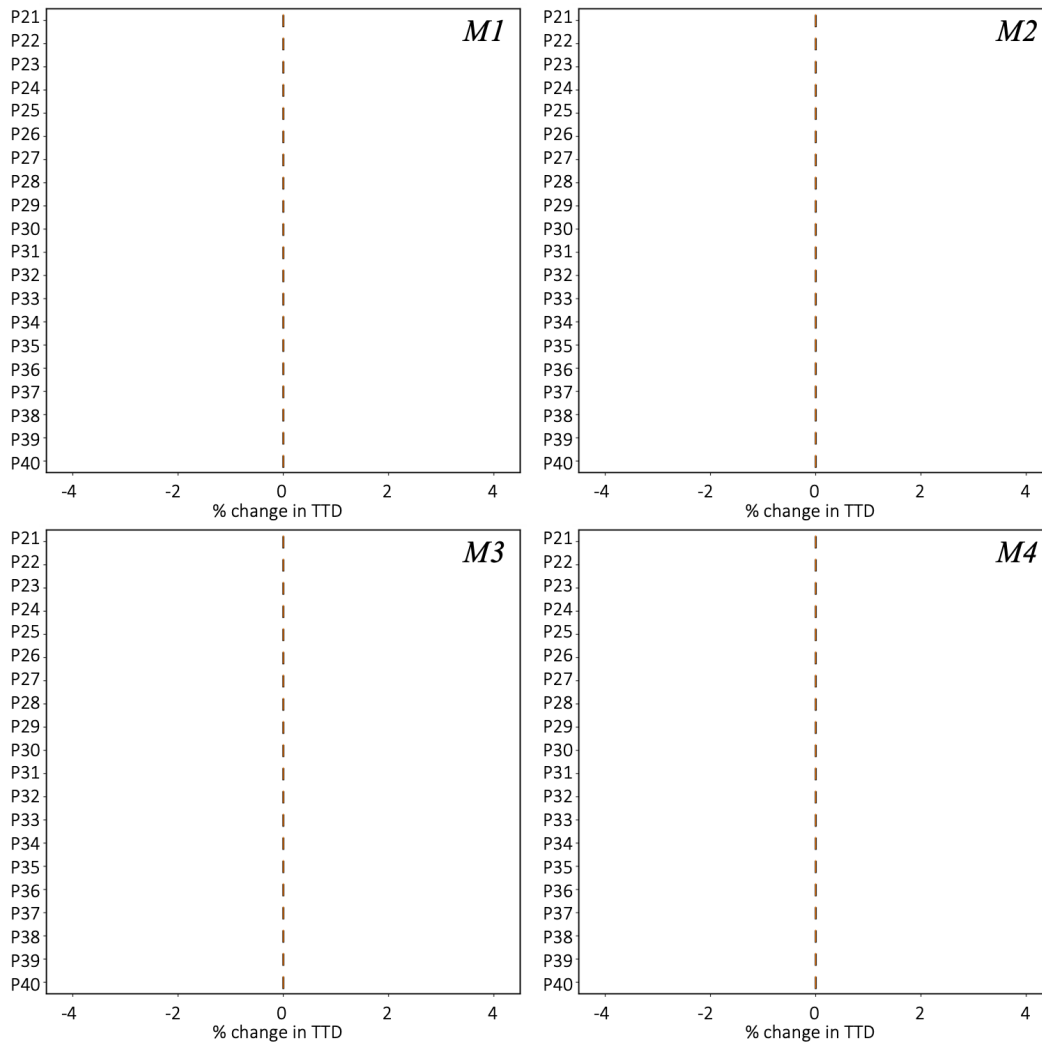 M1
P21
P22
P23
P24
P25
P26
P27
P28
P29
P30
P31
P32
P33
P34
P35
P36
P37
P38
P39
P40
-4 -2 0 2 4
% change in TTD
M2
P21
P22
P23
P24
P25
P26
P27
P28
P29
P30
P31
P32
P33
P34
P35
P36
P37
P38
P39
P40
-4 -2 0 2 4
% change in TTD
M3
P21
P22
P23
P24
P25
P26
P27
P28
P29
P30
P31
P32
P33
P34
P35
P36
P37
P38
P39
P40
-4 -2 0 2 4
% change in TTD
M4
P21
P22
P23
P24
P25
P26
P27
P28
P29
P30
P31
P32
P33
P34
P35
P36
P37
P38
P39
P40
-4 -2 0 2 4
% change in TTD